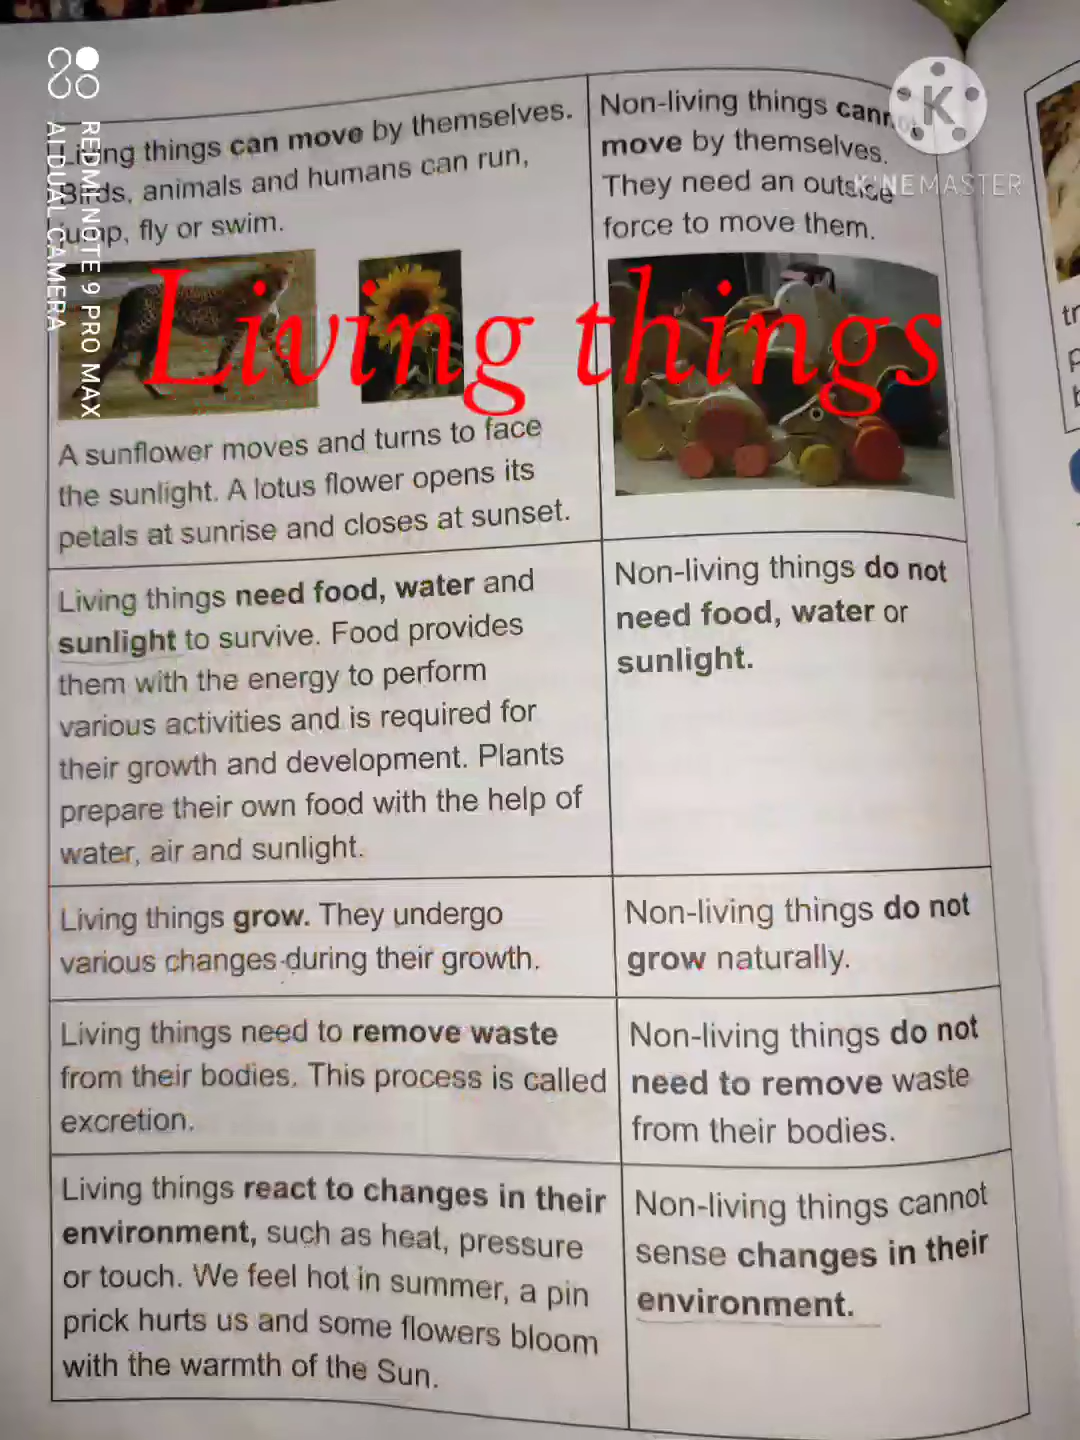 Living things can move by themselves.
Birds, animals and humans can run,
jump, fly or swim.
A sunflower moves and turns to face
the sunlight. A lotus flower opens its
petals at sunrise and closes at sunset.
Non-living things cannot
move by themselves.
They need an outside
force to move them.
Living things
Living things need food, water and
sunlight to survive. Food provides
them with the energy to perform
various activities and is required for
their growth and development. Plants
prepare their own food with the help of
water, air and sunlight.
Non-living things do not
need food, water or
sunlight.
Living things grow. They undergo
various changes during their growth.
Non-living things do not
grow naturally.
Living things need to remove waste
from their bodies. This process is called
excretion.
Non-living things do not
need to remove waste
from their bodies.
Living things react to changes in their
environment, such as heat, pressure
or touch. We feel hot in summer, a pin
prick hurts us and some flowers bloom
with the warmth of the Sun.
Non-living things cannot
sense changes in their
environment.
REDMI NOTE 9 PRO MAX
AI DUAL CAMERA
K
KINEMASTER